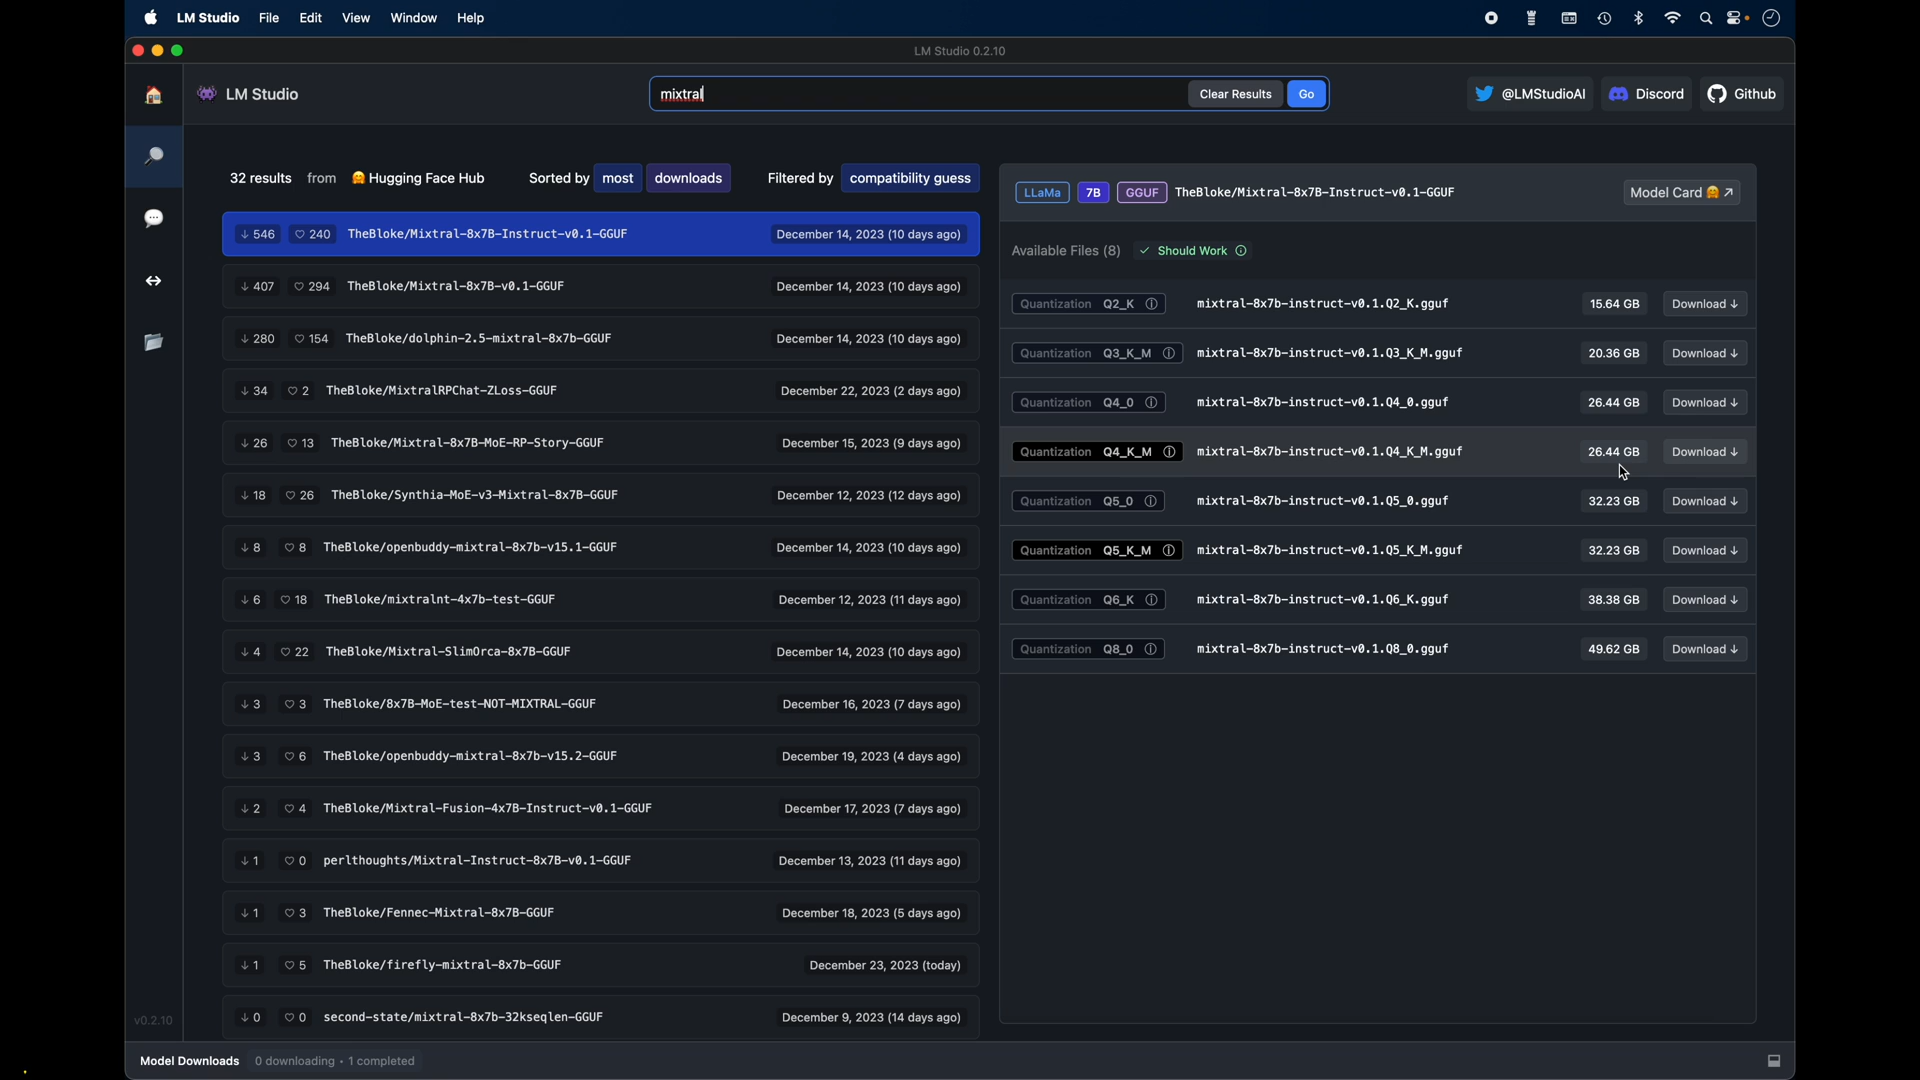 LM Studio File Edit View Window Help
LM Studio 0.2.10
LM Studio
mixtral
Clear Results
Go
@LMStudioAI
Discord
Github
32 results from 🤗 Hugging Face Hub
Sorted by most downloads
Filtered by compatibility guess
↓ 546 ♡ 240 TheBloke/Mixtral-8x7B-Instruct-v0.1-GGUF December 14, 2023 (10 days ago)
↓ 407 ♡ 294 TheBloke/Mixtral-8x7B-v0.1-GGUF December 14, 2023 (10 days ago)
↓ 280 ♡ 154 TheBloke/dolphin-2.5-mixtral-8x7b-GGUF December 14, 2023 (10 days ago)
↓ 34 ♡ 2 TheBloke/MixtralRPChat-ZLoss-GGUF December 22, 2023 (2 days ago)
↓ 26 ♡ 13 TheBloke/Mixtral-8x7B-MoE-RP-Story-GGUF December 15, 2023 (9 days ago)
↓ 18 ♡ 26 TheBloke/Synthia-MoE-v3-Mixtral-8x7B-GGUF December 12, 2023 (12 days ago)
↓ 8 ♡ 8 TheBloke/openbuddy-mixtral-8x7b-v15.1-GGUF December 14, 2023 (10 days ago)
↓ 6 ♡ 18 TheBloke/mixtralnt-4x7b-test-GGUF December 12, 2023 (11 days ago)
↓ 4 ♡ 22 TheBloke/Mixtral-SlimOrca-8x7B-GGUF December 14, 2023 (10 days ago)
↓ 3 ♡ 3 TheBloke/8x7B-MoE-test-NOT-MIXTRAL-GGUF December 16, 2023 (7 days ago)
↓ 3 ♡ 6 TheBloke/openbuddy-mixtral-8x7b-v15.2-GGUF December 19, 2023 (4 days ago)
↓ 2 ♡ 4 TheBloke/Mixtral-Fusion-4x7B-Instruct-v0.1-GGUF December 17, 2023 (7 days ago)
↓ 1 ♡ 0 perlthoughts/Mixtral-Instruct-8x7B-v0.1-GGUF December 13, 2023 (11 days ago)
↓ 1 ♡ 3 TheBloke/Fennec-Mixtral-8x7B-GGUF December 18, 2023 (5 days ago)
↓ 1 ♡ 5 TheBloke/firefly-mixtral-8x7b-GGUF December 23, 2023 (today)
↓ 0 ♡ 0 second-state/mixtral-8x7b-32kseqlen-GGUF December 9, 2023 (14 days ago)
LLaMa 7B GGUF TheBloke/Mixtral-8x7B-Instruct-v0.1-GGUF Model Card 🤗 ↗
Available Files (8) ✓ Should Work ⓘ
Quantization Q2_K ⓘ mixtral-8x7b-instruct-v0.1.Q2_K.gguf 15.64 GB Download ↓
Quantization Q3_K_M ⓘ mixtral-8x7b-instruct-v0.1.Q3_K_M.gguf 20.36 GB Download ↓
Quantization Q4_0 ⓘ mixtral-8x7b-instruct-v0.1.Q4_0.gguf 26.44 GB Download ↓
Quantization Q4_K_M ⓘ mixtral-8x7b-instruct-v0.1.Q4_K_M.gguf 26.44 GB Download ↓
Quantization Q5_0 ⓘ mixtral-8x7b-instruct-v0.1.Q5_0.gguf 32.23 GB Download ↓
Quantization Q5_K_M ⓘ mixtral-8x7b-instruct-v0.1.Q5_K_M.gguf 32.23 GB Download ↓
Quantization Q6_K ⓘ mixtral-8x7b-instruct-v0.1.Q6_K.gguf 38.38 GB Download ↓
Quantization Q8_0 ⓘ mixtral-8x7b-instruct-v0.1.Q8_0.gguf 49.62 GB Download ↓
v0.2.10
Model Downloads 0 downloading • 1 completed